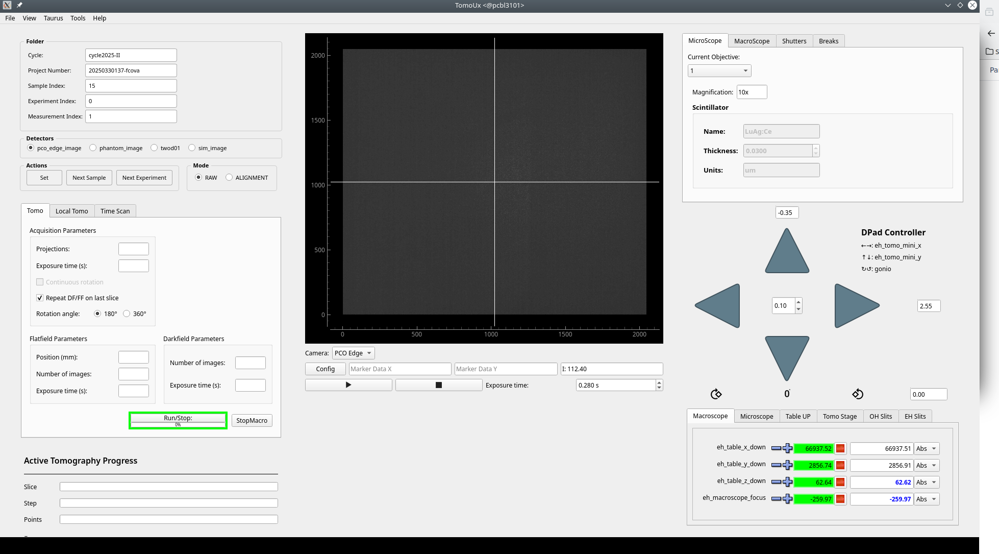 TomoUx <@pcbl3101>
File View Taurus Tools Help
Folder
Cycle: cycle2025-II
Project Number: 20250330137-fcova
Sample Index: 15
Experiment Index: 0
Measurement Index: 1
Detectors
pco_edge_image phantom_image twod01 sim_image
Actions
Set Next Sample Next Experiment
Mode
RAW ALIGNMENT
Tomo Local Tomo Time Scan
Acquisition Parameters
Projections:
Exposure time (s):
Continuous rotation
Repeat DF/FF on last slice
Rotation angle: 180° 360°
Flatfield Parameters
Position (mm):
Number of images:
Exposure time (s):
Darkfield Parameters
Number of images:
Exposure time (s):
Run/Stop:
0%
StopMacro
Active Tomography Progress
Slice
Step
Points
2000
1500
1000
500
0
0 500 1000 1500 2000
Camera: PCO Edge
Config Marker Data X Marker Data Y I: 112.40
Exposure time: 0.280 s
MicroScope MacroScope Shutters Breaks
Current Objective:
1
Magnification: 10x
Scintillator
Name: LuAg:Ce
Thickness: 0.0300
Units: um
-0.35
DPad Controller
←→: eh_tomo_mini_x
↑↓: eh_tomo_mini_y
↻↺: gonio
0.10
2.55
0°
0.00
Macroscope Microscope Table UP Tomo Stage OH Slits EH Slits
eh_table_x_down 66937.52 66937.51 Abs
eh_table_y_down 2856.74 2856.91 Abs
eh_table_z_down 62.64 62.62 Abs
eh_macroscope_focus -259.97 -259.97 Abs